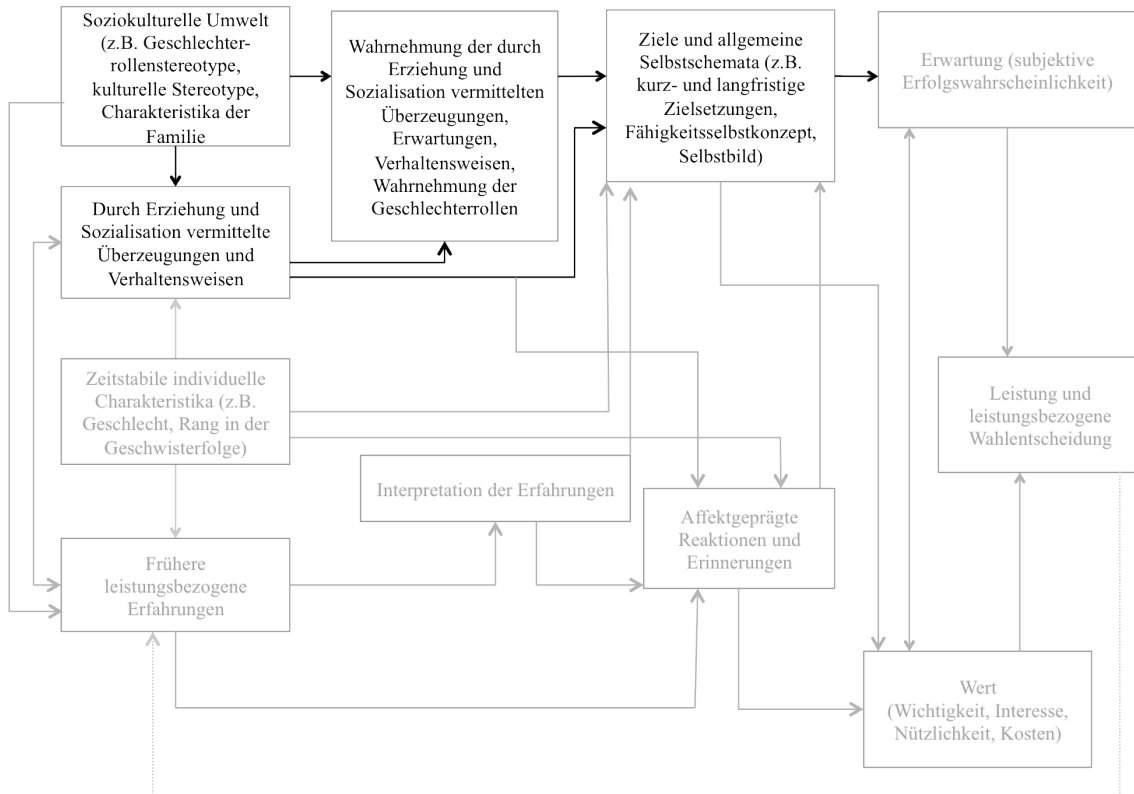 Soziokulturelle Umwelt
(z.B. Geschlechter-
rollenstereotype,
kulturelle Stereotype,
Charakteristika der
Familie
Wahrnehmung der durch
Erziehung und
Sozialisation vermittelten
Überzeugungen,
Erwartungen,
Verhaltensweisen,
Wahrnehmung der
Geschlechterrollen
Ziele und allgemeine
Selbstschemata (z.B.
kurz- und langfristige
Zielsetzungen,
Fähigkeitsselbstkonzept,
Selbstbild)
Erwartung (subjektive
Erfolgswahrscheinlichkeit)
Durch Erziehung und
Sozialisation vermittelte
Überzeugungen und
Verhaltensweisen
Zeitstabile individuelle
Charakteristika (z.B.
Geschlecht, Rang in der
Geschwisterfolge)
Leistung und
leistungsbezogene
Wahlentscheidung
Interpretation der Erfahrungen
Affektgeprägte
Reaktionen und
Erinnerungen
Frühere
leistungsbezogene
Erfahrungen
Wert
(Wichtigkeit, Interesse,
Nützlichkeit, Kosten)